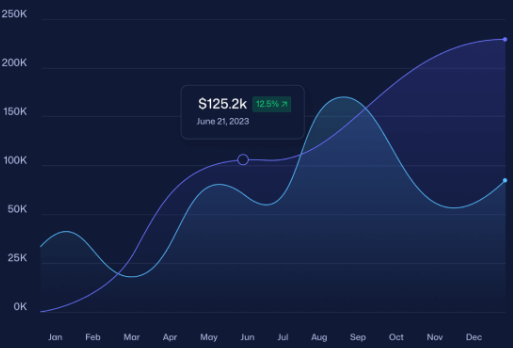 250K
200K
150K
100K
50K
25K
0K
$125.2k 12.5% ↗
June 21, 2023
Jan Feb Mar Apr May Jun Jul Aug Sep Oct Nov Dec